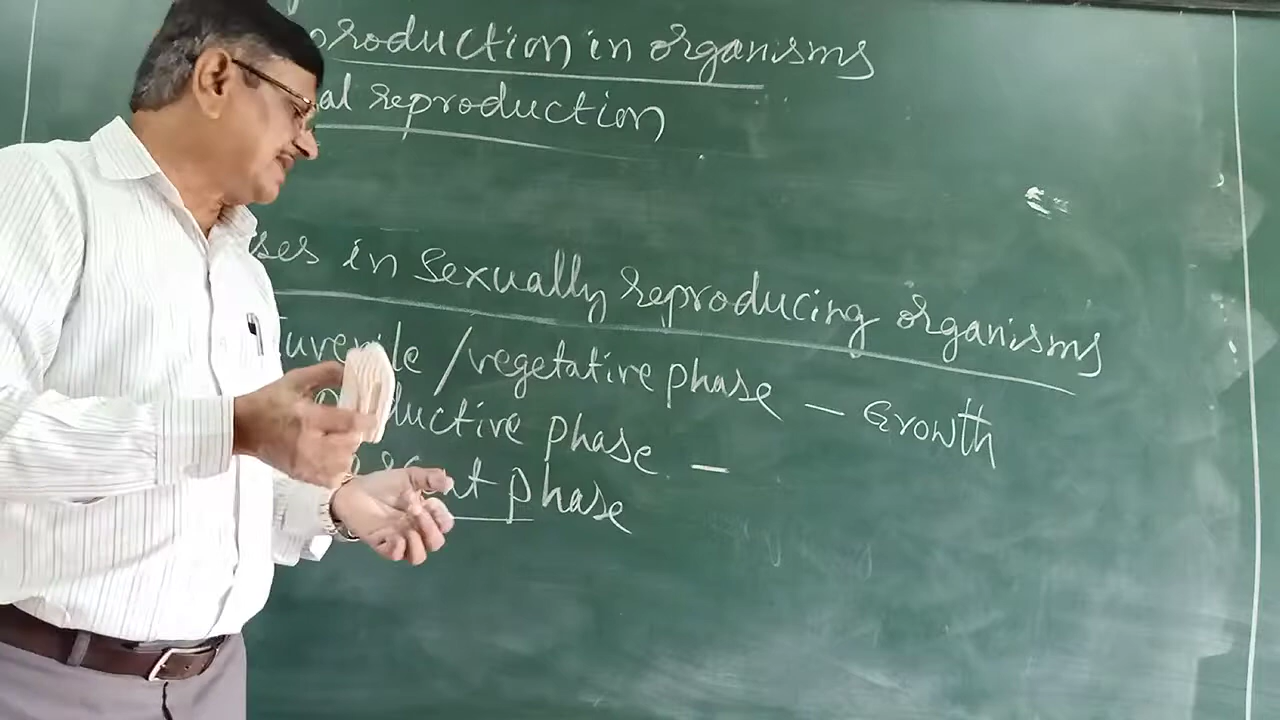 production in organisms
al reproduction
ses in Sexually reproducing organisms
Juvenile / vegetative phase – Growth
ductive phase –
phase